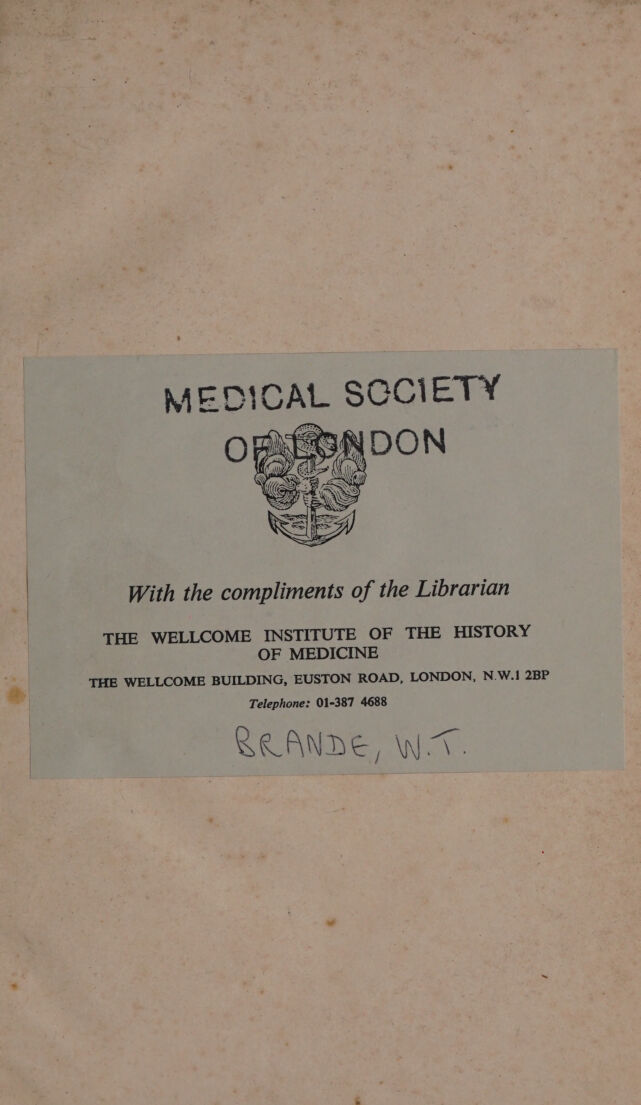 MEDICAL SOCIETY
OF LONDON
With the compliments of the Librarian
THE WELLCOME INSTITUTE OF THE HISTORY
OF MEDICINE
THE WELLCOME BUILDING, EUSTON ROAD, LONDON, N.W.1 2BP
Telephone: 01-387 4688
BRANDE, W.T.